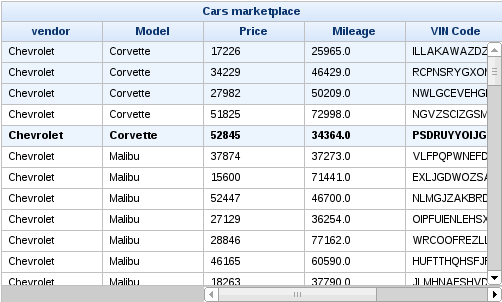 Cars marketplace
vendor Model Price Mileage VIN Code
Chevrolet Corvette 17226 25965.0 ILLAKAWAZDZ
Chevrolet Corvette 34229 46429.0 RCPNSRYGXON
Chevrolet Corvette 27982 50209.0 NWLGCEVEHGI
Chevrolet Corvette 51825 72998.0 NGVZSCIZGSM
Chevrolet Corvette 52845 34364.0 PSDRUYYOIJG
Chevrolet Malibu 37874 37273.0 VLFPQPWNEFD
Chevrolet Malibu 15600 71441.0 EXLJGDWOZSA
Chevrolet Malibu 52447 46700.0 NLMGJZAKBRD
Chevrolet Malibu 27129 36254.0 OIPFUIENLEHSX
Chevrolet Malibu 28846 77162.0 WRCOOFREZLL
Chevrolet Malibu 46165 60590.0 HUFTTHQHSFJF
Chevrolet Malibu 18263 37790.0